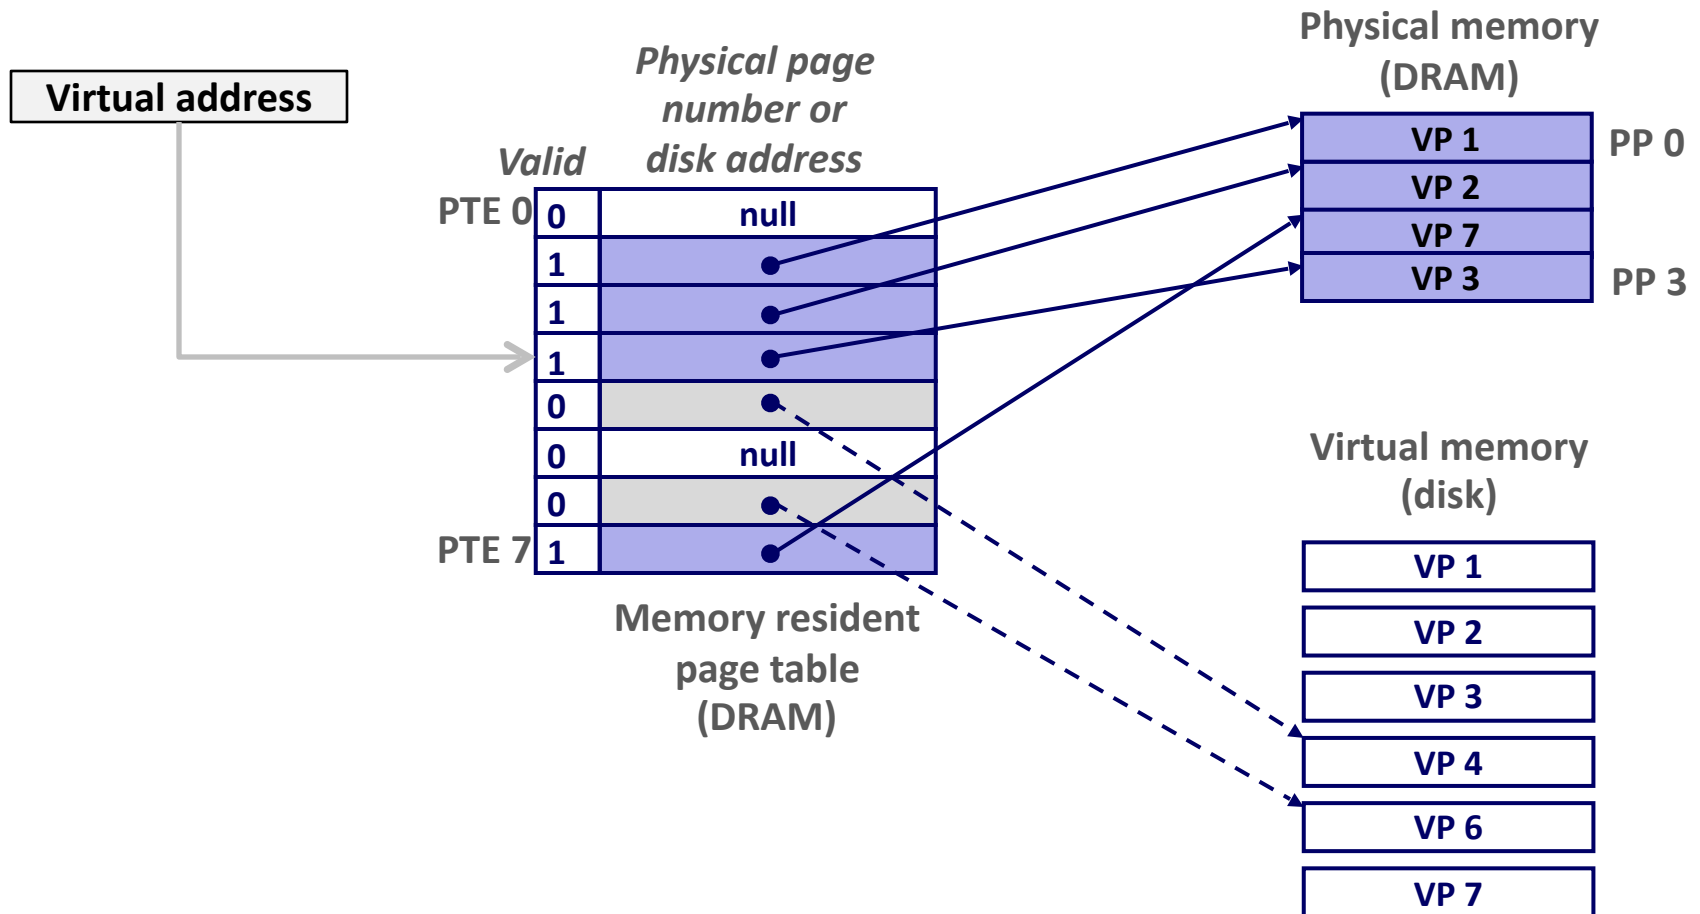 Virtual address
Physical page
number or
disk address
Valid
PTE 0
0
null
1
1
1
0
0
null
0
PTE 7
1
Memory resident
page table
(DRAM)
Physical memory
(DRAM)
VP 1
PP 0
VP 2
VP 7
VP 3
PP 3
Virtual memory
(disk)
VP 1
VP 2
VP 3
VP 4
VP 6
VP 7